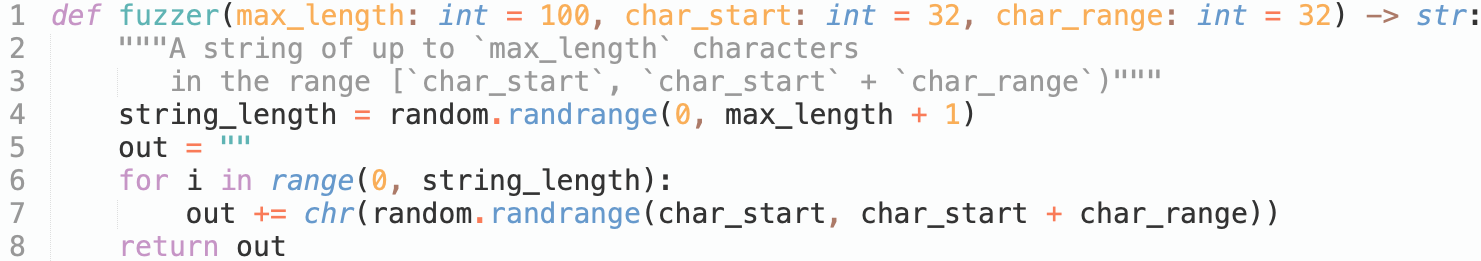 1 def fuzzer(max_length: int = 100, char_start: int = 32, char_range: int = 32) -> str:
2     """A string of up to `max_length` characters
3        in the range [`char_start`, `char_start` + `char_range`)"""
4     string_length = random.randrange(0, max_length + 1)
5     out = ""
6     for i in range(0, string_length):
7         out += chr(random.randrange(char_start, char_start + char_range))
8     return out